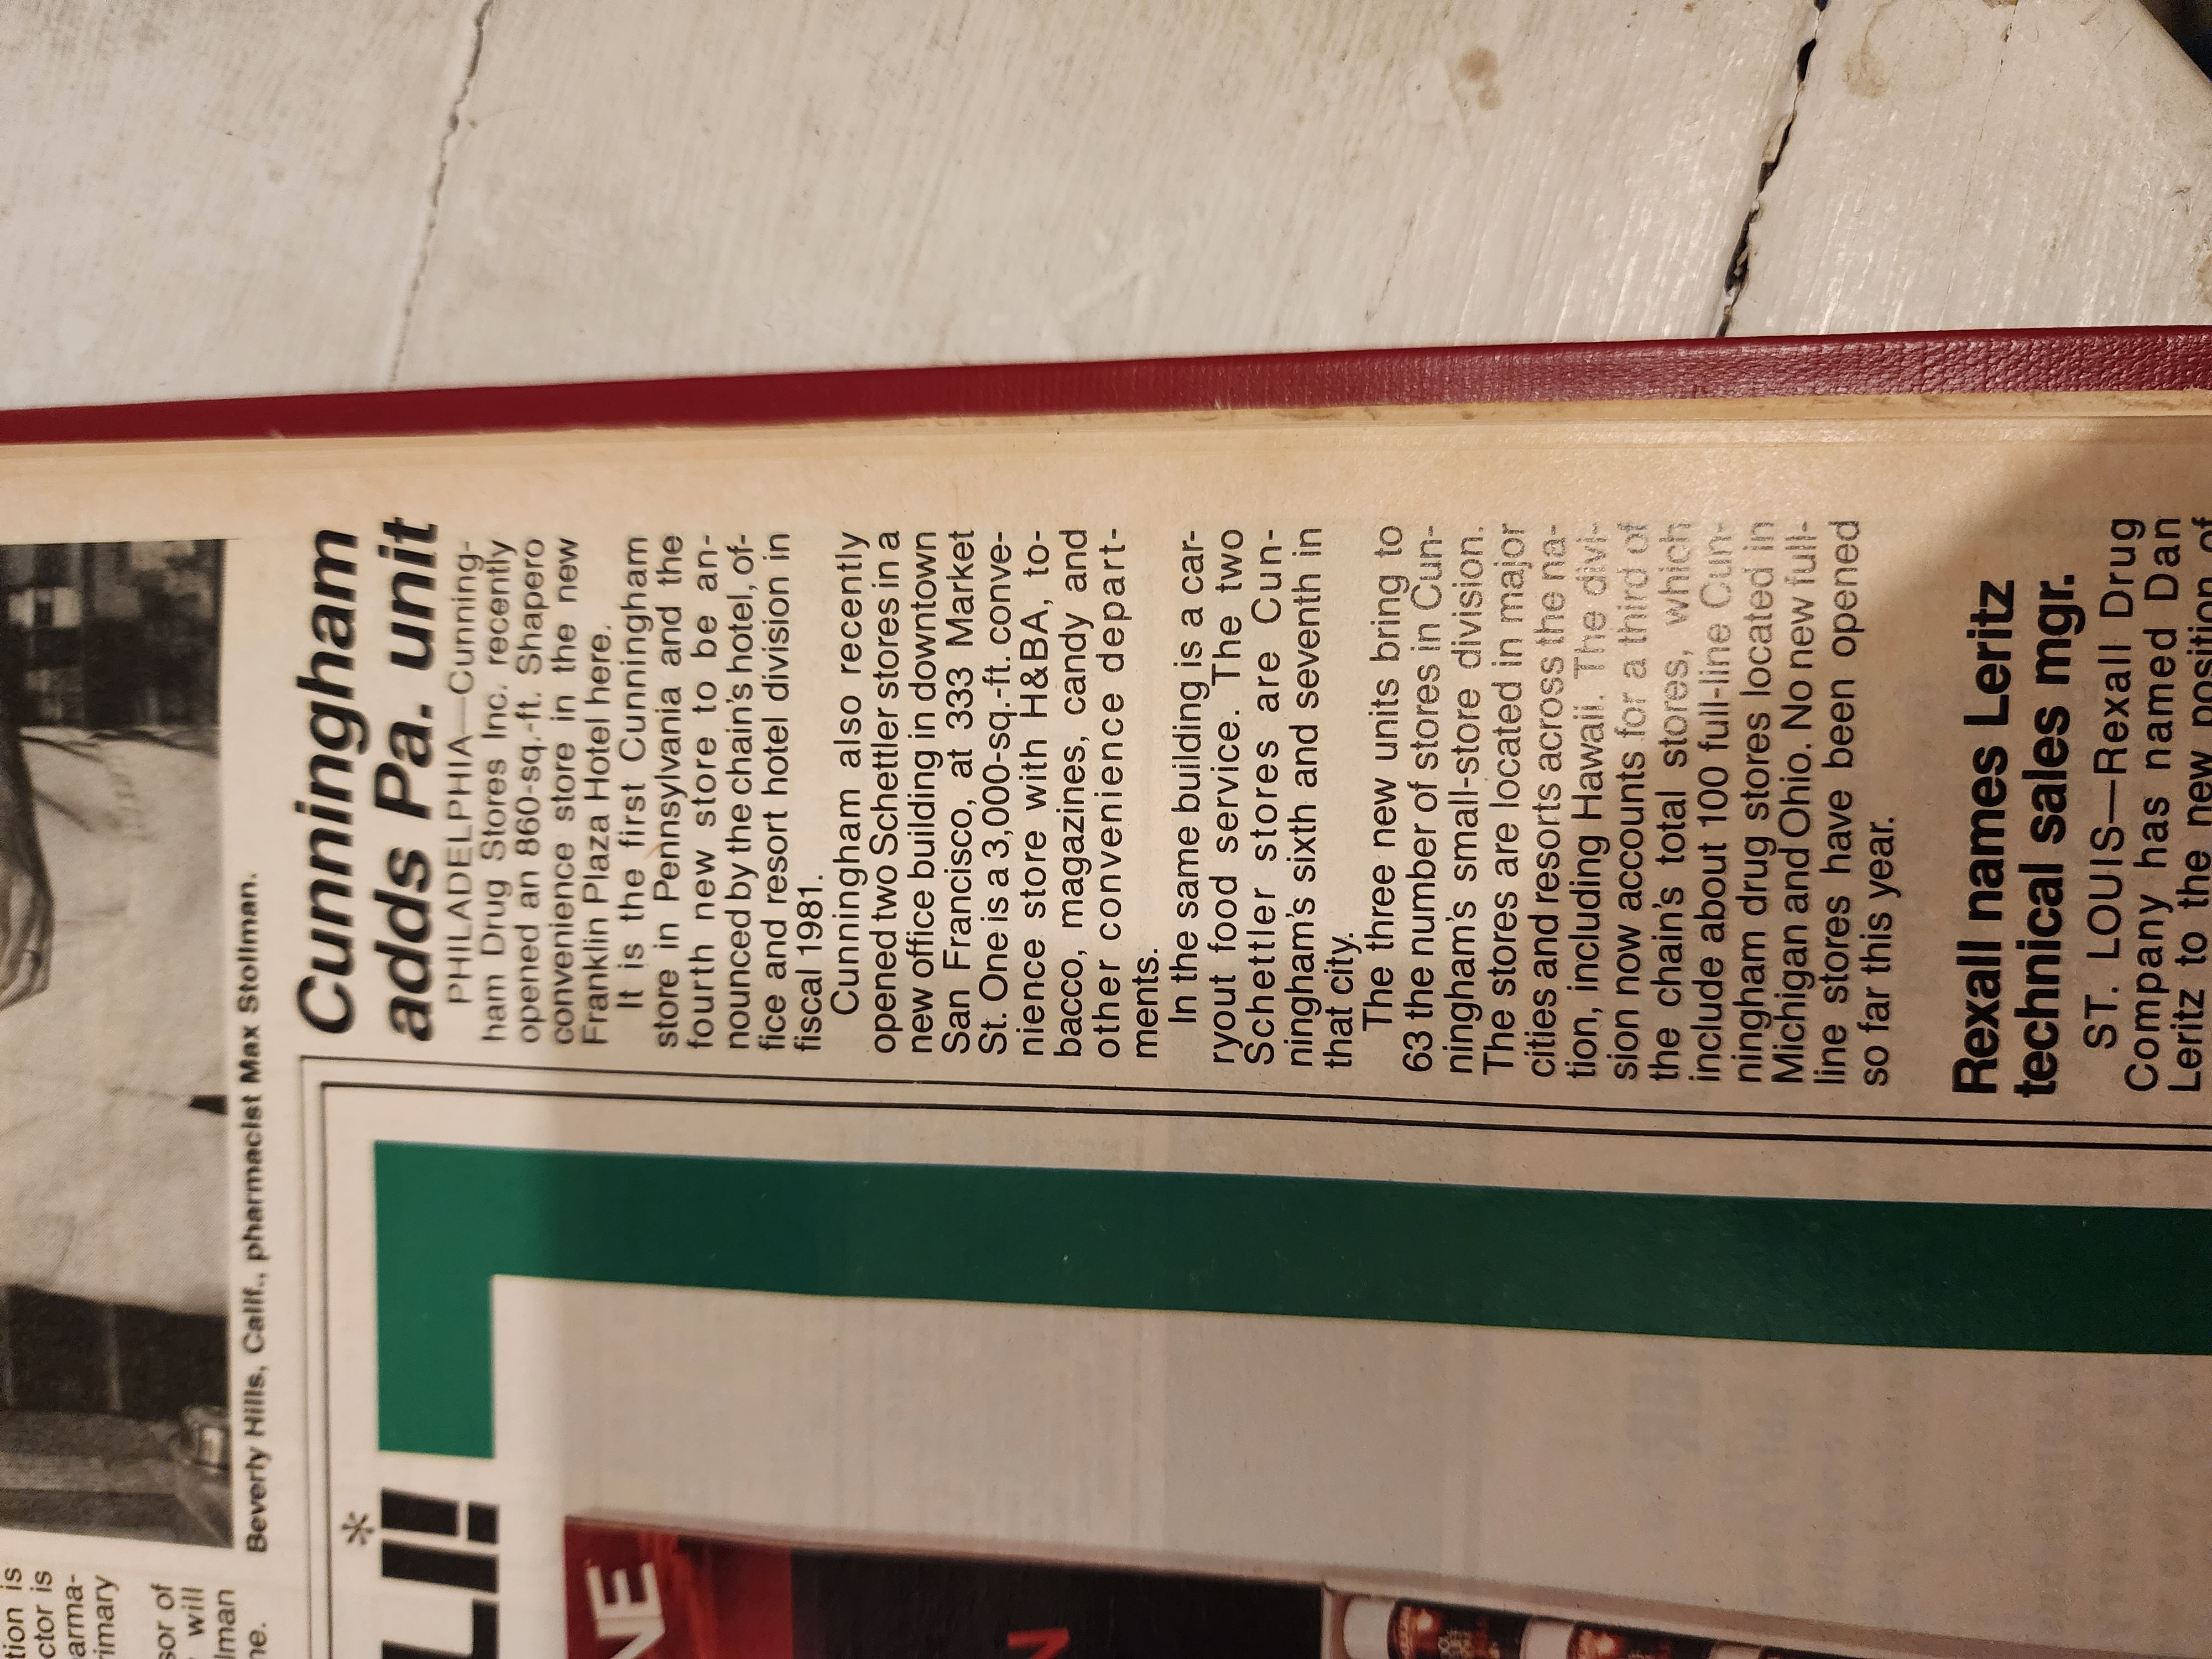 tion is
ctor is
arma-
rimary
sor of
will
lman
ne.
Beverly Hills, Calif., pharmacist Max Stollman.
*
LL!
NE
N
Cunningham
adds Pa. unit
PHILADELPHIA—Cunning-
ham Drug Stores Inc. recently
opened an 860-sq.-ft. Shapero
convenience store in the new
Franklin Plaza Hotel here.
It is the first Cunningham
store in Pennsylvania and the
fourth new store to be an-
nounced by the chain's hotel, of-
fice and resort hotel division in
fiscal 1981.
Cunningham also recently
opened two Schettler stores in a
new office building in downtown
San Francisco, at 333 Market
St. One is a 3,000-sq.-ft. conve-
nience store with H&BA, to-
bacco, magazines, candy and
other convenience depart-
ments.
In the same building is a car-
ryout food service. The two
Schettler stores are Cun-
ningham's sixth and seventh in
that city.
The three new units bring to
63 the number of stores in Cun-
ningham's small-store division.
The stores are located in major
cities and resorts across the na-
tion, including Hawaii. The divi-
sion now accounts for a third of
the chain's total stores, which
include about 100 full-line Cun-
ningham drug stores located in
Michigan and Ohio. No new full-
line stores have been opened
so far this year.
Rexall names Leritz
technical sales mgr.
ST. LOUIS—Rexall Drug
Company has named Dan
Leritz to the new position of